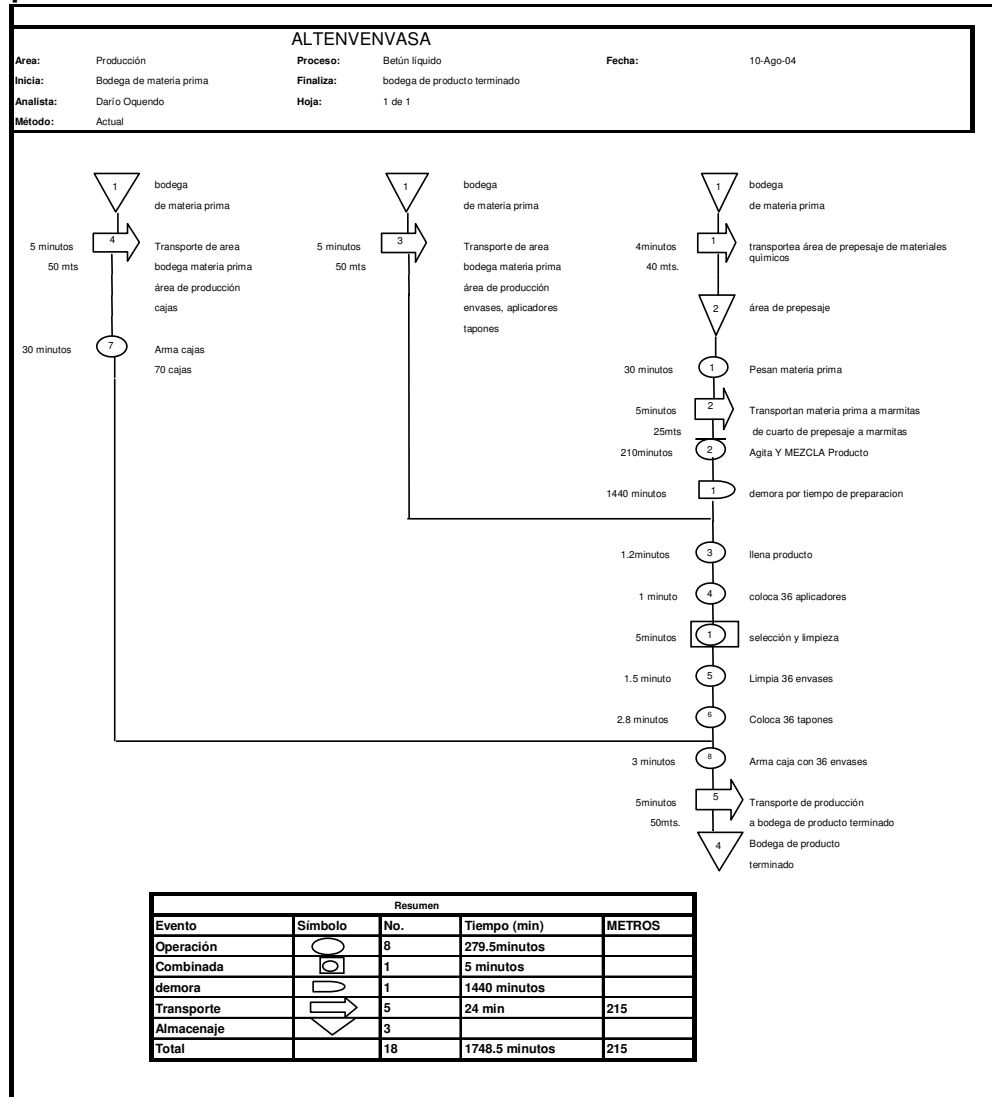 ALTENVENVASA
Area: Producción Proceso: Betún líquido Fecha: 10-Ago-04
Inicia: Bodega de materia prima Finaliza: bodega de producto terminado
Analista: Darío Oquendo Hoja: 1 de 1
Método: Actual
1 bodega
de materia prima
5 minutos 4 Transporte de area
50 mts bodega materia prima
área de producción
cajas
30 minutos 7 Arma cajas
70 cajas
1 bodega
de materia prima
5 minutos 3 Transporte de area
50 mts bodega materia prima
área de producción
envases, aplicadores
tapones
1 bodega
de materia prima
4minutos 1 transportea área de prepesaje de materiales
40 mts. quimicos
2 área de prepesaje
30 minutos 1 Pesan materia prima
5minutos 2 Transportan materia prima a marmitas
25mts de cuarto de prepesaje a marmitas
210minutos 2 Agita Y MEZCLA Producto
1440 minutos 1 demora por tiempo de preparacion
1.2minutos 3 llena producto
1 minuto 4 coloca 36 aplicadores
5minutos 1 selección y limpieza
1.5 minuto 5 Limpia 36 envases
2.8 minutos 6 Coloca 36 tapones
3 minutos 8 Arma caja con 36 envases
5minutos 5 Transporte de producción
50mts. a bodega de producto terminado
4 Bodega de producto
terminado
Resumen
Evento Símbolo No. Tiempo (min) METROS
Operación 8 279.5minutos
Combinada 1 5 minutos
demora 1 1440 minutos
Transporte 5 24 min 215
Almacenaje 3
Total 18 1748.5 minutos 215